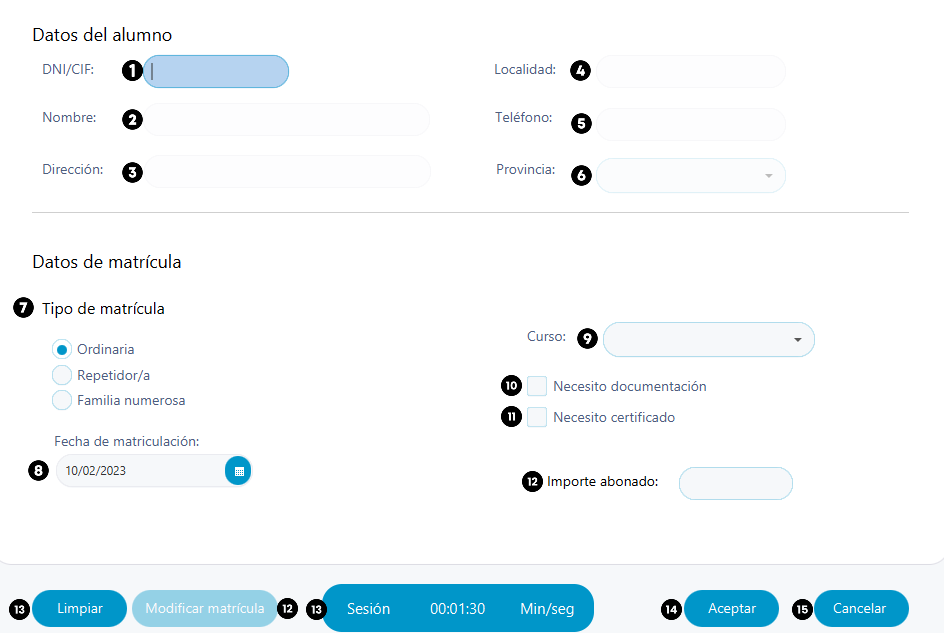 Datos del alumno
DNI/CIF: 1
Localidad: 4
Nombre: 2
Teléfono: 5
Dirección: 3
Provincia: 6
Datos de matrícula
7 Tipo de matrícula
Curso: 9
Ordinaria
Repetidor/a
10 Necesito documentación
Familia numerosa
11 Necesito certificado
Fecha de matriculación:
8 10/02/2023
12 Importe abonado:
13 Limpiar Modificar matrícula 12 13 Sesión 00:01:30 Min/seg 14 Aceptar 15 Cancelar